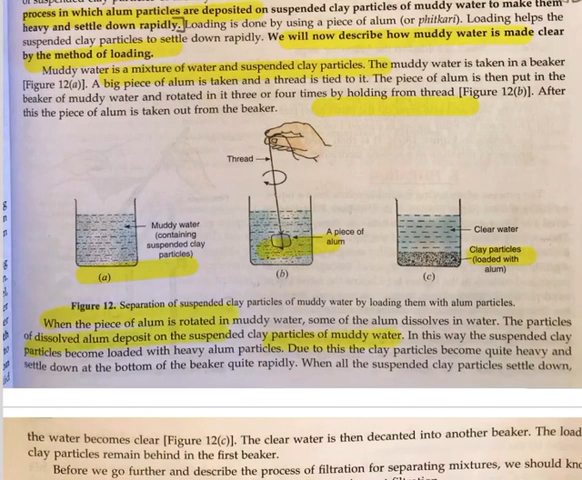 process in which alum particles are deposited on suspended clay particles of muddy water to make them
heavy and settle down rapidly. Loading is done by using a piece of alum (or phitkari). Loading helps the
suspended clay particles to settle down rapidly. We will now describe how muddy water is made clear
by the method of loading.
Muddy water is a mixture of water and suspended clay particles. The muddy water is taken in a beaker
[Figure 12(a)]. A big piece of alum is taken and a thread is tied to it. The piece of alum is then put in the
beaker of muddy water and rotated in it three or four times by holding from thread [Figure 12(b)]. After
this the piece of alum is taken out from the beaker.
Thread
Muddy water
(containing
suspended clay
particles)
(a)
A piece of
alum
(b)
Clear water
Clay particles
(loaded with
alum)
(c)
Figure 12. Separation of suspended clay particles of muddy water by loading them with alum particles.
When the piece of alum is rotated in muddy water, some of the alum dissolves in water. The particles
of dissolved alum deposit on the suspended clay particles of muddy water. In this way the suspended clay
particles become loaded with heavy alum particles. Due to this the clay particles become quite heavy and
settle down at the bottom of the beaker quite rapidly. When all the suspended clay particles settle down,
the water becomes clear [Figure 12(c)]. The clear water is then decanted into another beaker. The load
clay particles remain behind in the first beaker.
Before we go further and describe the process of filtration for separating mixtures, we should kno